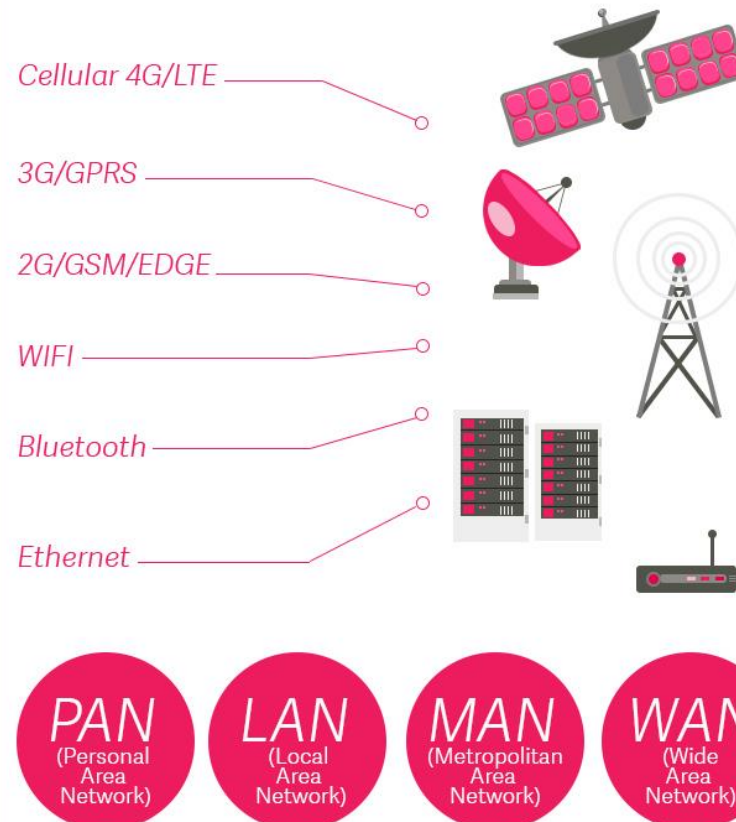 Cellular 4G/LTE
3G/GPRS
2G/GSM/EDGE
WIFI
Bluetooth
Ethernet
PAN
(Personal
Area
Network)
LAN
(Local
Area
Network)
MAN
(Metropolitan
Area
Network)
WAN
(Wide
Area
Network)